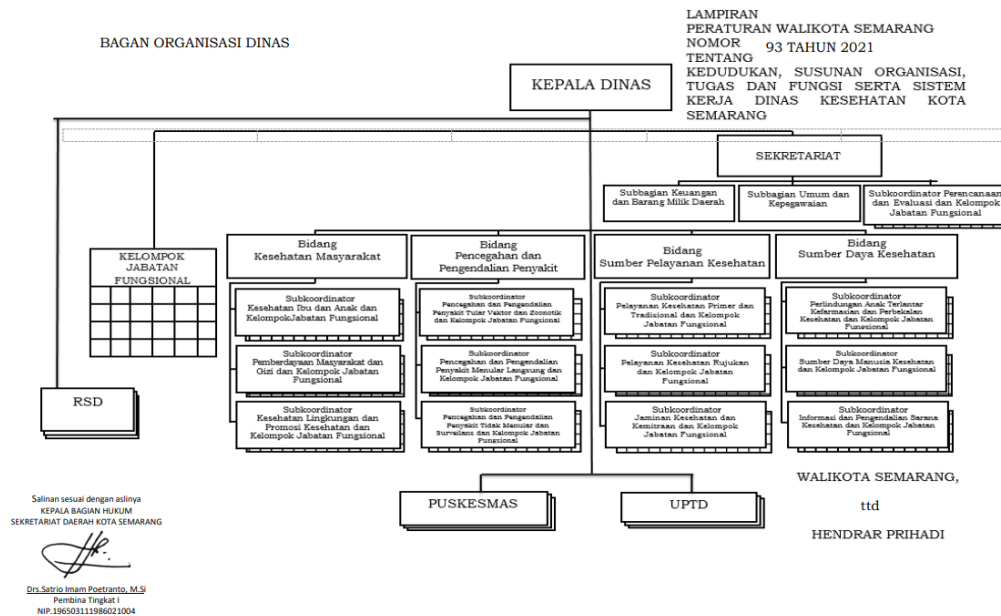 BAGAN ORGANISASI DINAS
LAMPIRAN
PERATURAN WALIKOTA SEMARANG
NOMOR 93 TAHUN 2021
TENTANG
KEDUDUKAN, SUSUNAN ORGANISASI,
TUGAS DAN FUNGSI SERTA SISTEM
KERJA DINAS KESEHATAN KOTA
SEMARANG
KEPALA DINAS
SEKRETARIAT
Subbagian Keuangan
dan Barang Milik Daerah
Subbagian Umum dan
Kepegawaian
Subkoordinator Perencanaan
dan Evaluasi dan Kelompok
Jabatan Fungsional
KELOMPOK
JABATAN
FUNGSIONAL
Bidang
Kesehatan Masyarakat
Subkoordinator
Kesehatan Ibu dan Anak dan
KelompokJabatan Fungsional
Subkoordinator
Pemberdayaan Masyarakat dan
Gizi dan Kelompok Jabatan
Fungsional
Subkoordinator
Kesehatan Lingkungan dan
Promosi Kesehatan dan
Kelompok Jabatan Fungsional
Bidang
Pencegahan dan
Pengendalian Penyakit
Subkoordinator
Pencegahan dan Pengendalian
Penyakit Tular Vektor dan Zoonotik
dan Kelompok Jabatan Fungsional
Subkoordinator
Pencegahan dan Pengendalian
Penyakit Menular Langsung dan
Kelompok Jabatan Fungsional
Subkoordinator
Pencegahan dan Pengendalian
Penyakit Tidak Menular dan
Surveilans dan Kalompok Jabatan
Fungsional
Bidang
Sumber Pelayanan Kesehatan
Subkoordinator
Pelayanan Kesehatan Primer dan
Tradisional dan Kelompok
Jabatan Fungsional
Subkoordinator
Pelayanan Kesehatan Rujukan
dan Kelompok Jabatan
Fungsional
Subkoordinator
Jaminan Kesehatan dan
Kemitraan dan Kelompok
Jabatan Fungsional
Bidang
Sumber Daya Kesehatan
Subkoordinator
Perlindungan Anak Terlantar
Kefarmasian dan Perbekalan
Kesehatan dan Kelompok Jabatan
Fungsional
Subkoordinator
Sumber Daya Manusia Kesehatan
dan Kelompok Jabatan Fungsional
Subkoordinator
Informasi dan Pengendalian Sarana
Kesehatan dan Kelompok Jabatan
Fungsional
RSD
PUSKESMAS
UPTD
WALIKOTA SEMARANG,
ttd
HENDRAR PRIHADI
Salinan sesuai dengan aslinya
KEPALA BAGIAN HUKUM
SEKRETARIAT DAERAH KOTA SEMARANG
Drs.Satrio Imam Poetranto, M.Si
Pembina Tingkat I
NIP.196503111986021004